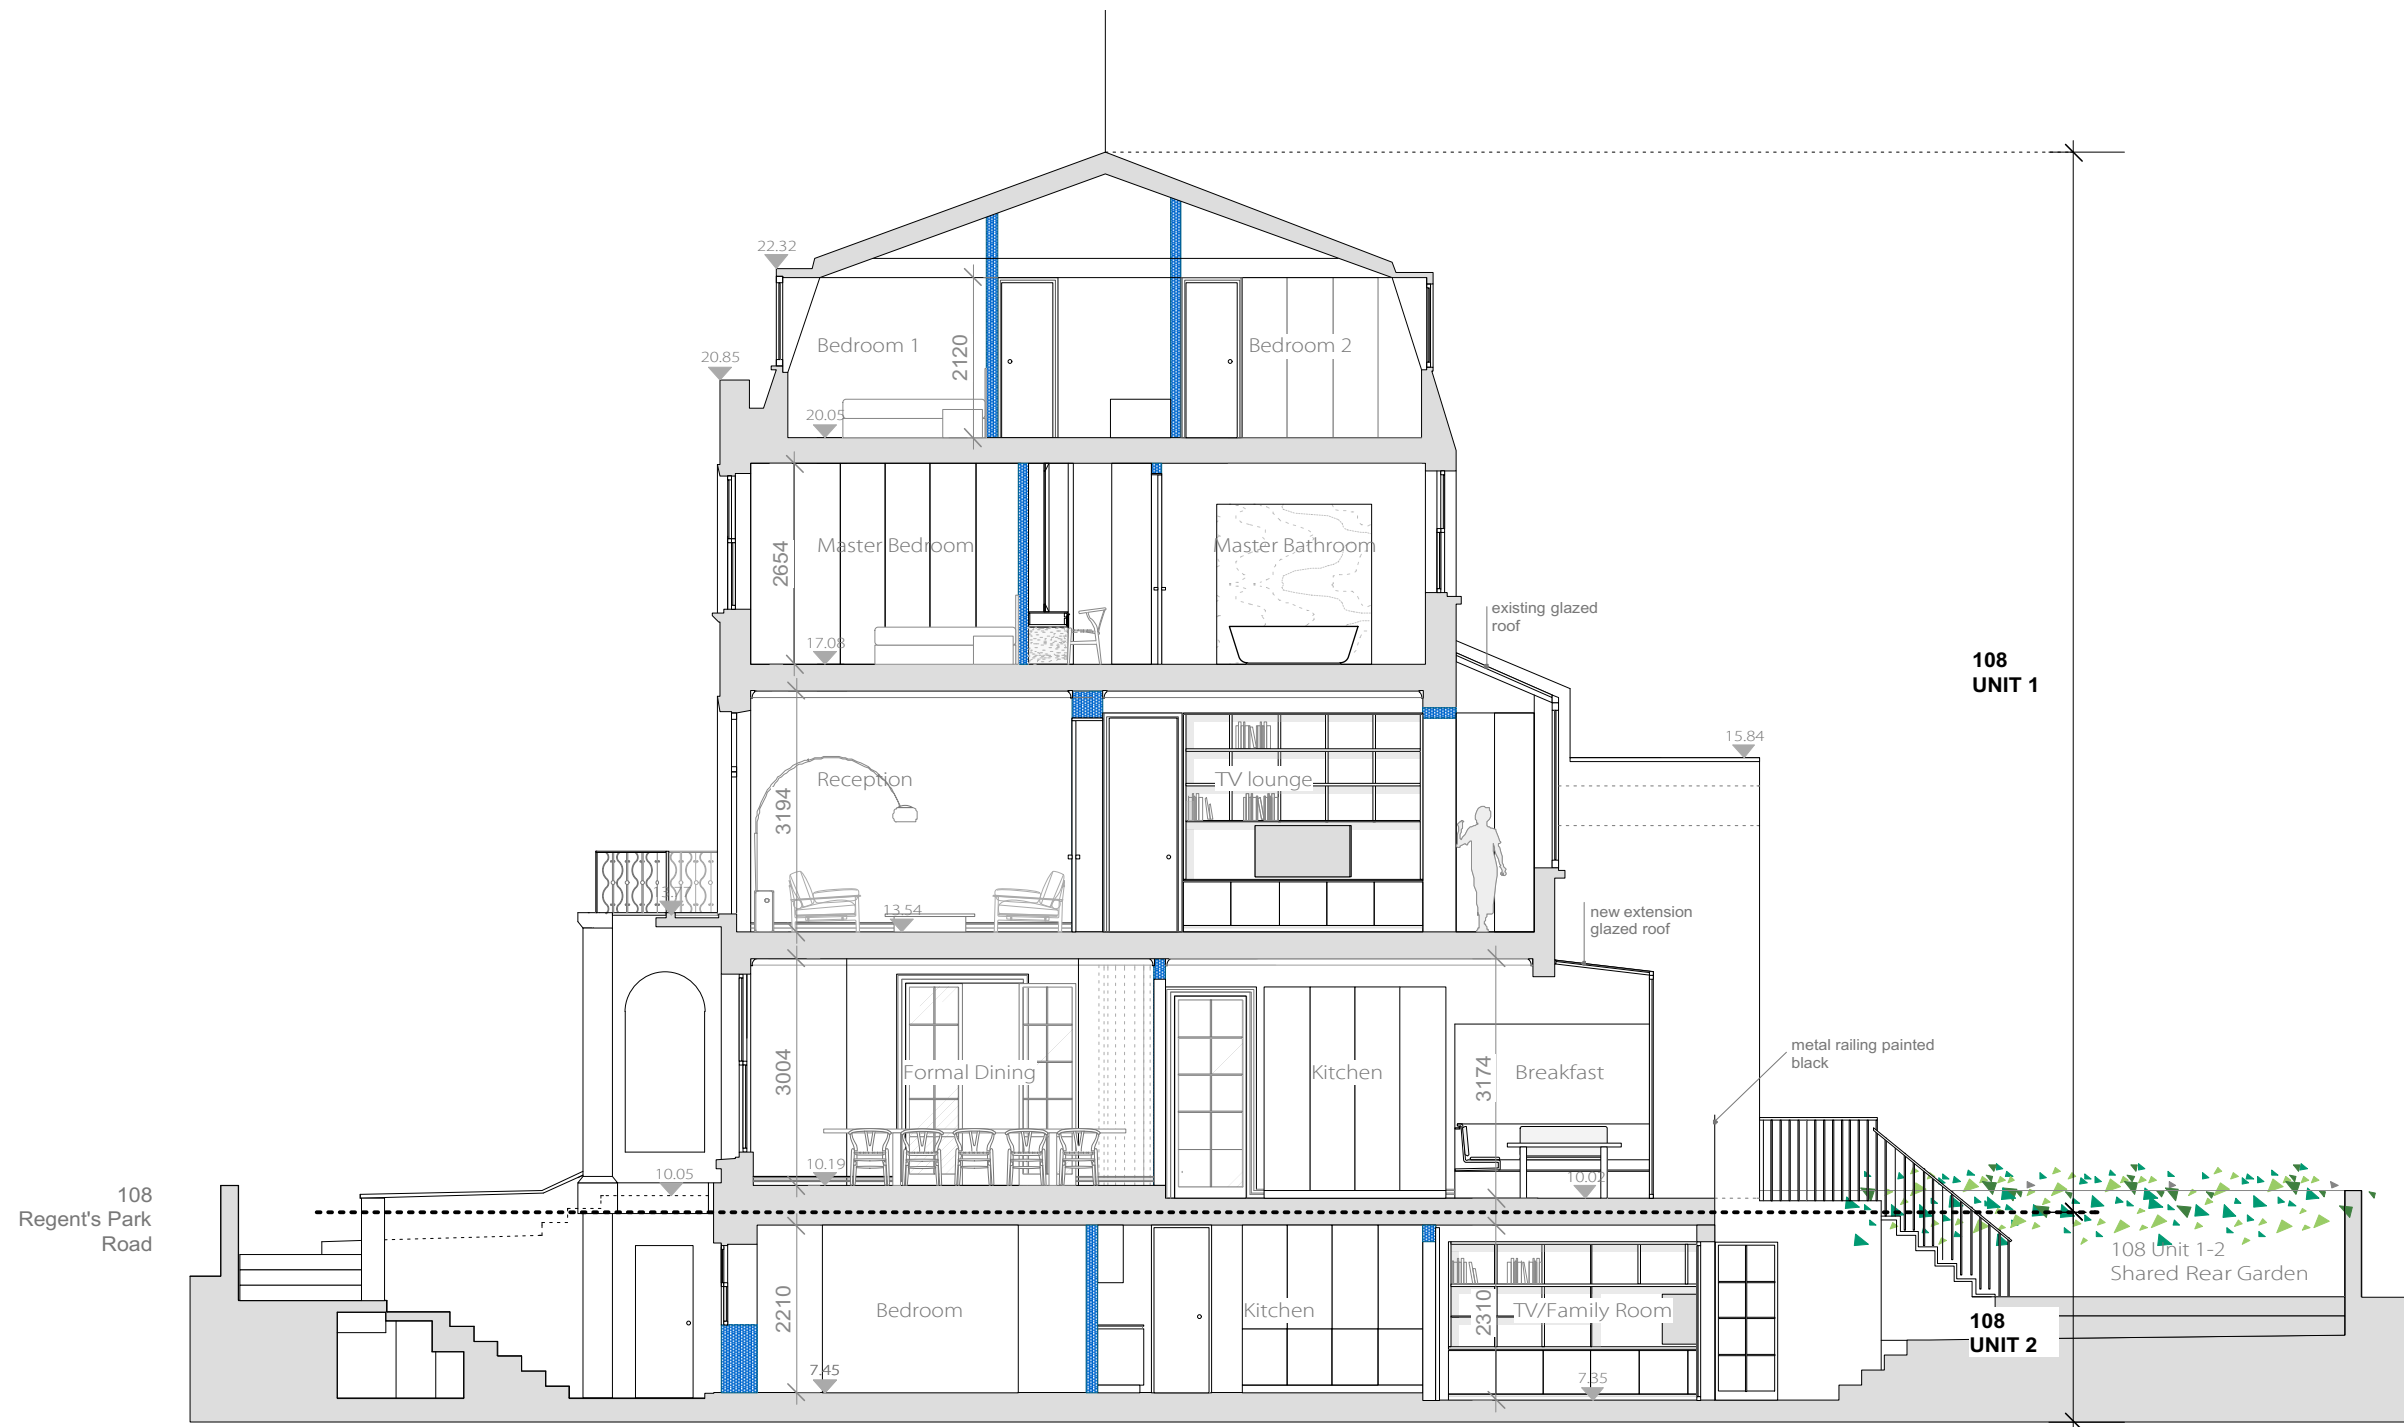 22.32
Bedroom 1
2120
Bedroom 2
20.85
20.05
Master Bedroom
2654
Master Bathroom
17.08
existing glazed
roof
108
UNIT 1
15.84
Reception
3194
TV lounge
13.77
13.54
new extension
glazed roof
metal railing painted
black
Formal Dining
3004
Kitchen
3174
Breakfast
10.19
10.05
10.02
108
Regent's Park
Road
108 Unit 1-2
Shared Rear Garden
Bedroom
2210
Kitchen
2310
TV/Family Room
108
UNIT 2
7.45
7.35